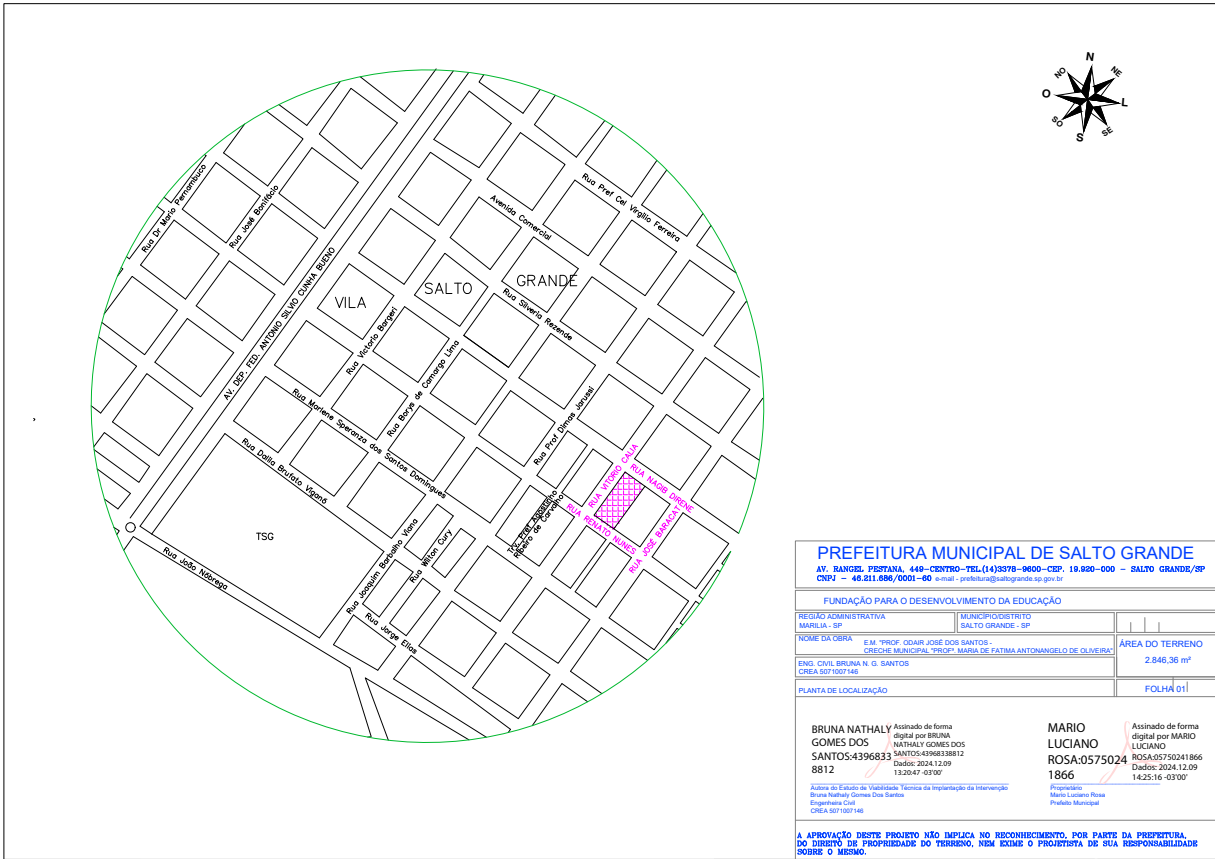 N
NO
NE
O
L
SO
SE
S
Rua Pref Cel Virgilio Ferreira
Avenida Comercial
Rua Dr Mario Pernambuco
Rua José Bonifácio
AV. DEP. FED. ANTONIO SILVIO CUNHA BUENO
VILA
SALTO
GRANDE
Rua Silveria Rezende
Rua Victorio Bargeri
Rua Borys de Camargo Lima
Rua Prof Dimas Jarussi
Rua Marlene Speranza dos Santos Domingues
Rua Dalila Brufato Viganó
TSG
Rua João Nóbrega
Rua Joaquim Barbalho Viana
Rua Wilton Cury
Rua Jorge Elias
Trv. Pref Agostinho
Ribeiro de Carvalho
RUA VITORIO CALIA
RUA NAGIB DIRENE
RUA RENATO NUNES
RUA JOSÉ BARACAT
PREFEITURA MUNICIPAL DE SALTO GRANDE
AV. RANGEL PESTANA, 449-CENTRO-TEL(14)3378-9600-CEP. 19.920-000 - SALTO GRANDE/SP
CNPJ - 46.211.686/0001-60 e-mail - prefeitura@saltogrande.sp.gov.br
FUNDAÇÃO PARA O DESENVOLVIMENTO DA EDUCAÇÃO
REGIÃO ADMINISTRATIVA
MARILIA - SP
MUNICÍPIO/DISTRITO
SALTO GRANDE - SP
NOME DA OBRA
E.M. "PROF. ODAIR JOSÉ DOS SANTOS -
CRECHE MUNICIPAL "PROFª. MARIA DE FATIMA ANTONANGELO DE OLIVEIRA"
ÁREA DO TERRENO
2.846,36 m²
ENG. CIVIL BRUNA N. G. SANTOS
CREA 5071007146
PLANTA DE LOCALIZAÇÃO
FOLHA 01
BRUNA NATHALY
GOMES DOS
SANTOS:4396833
8812
Assinado de forma
digital por BRUNA
NATHALY GOMES DOS
SANTOS:43968338812
Dados: 2024.12.09
13:20:47 -03'00'
MARIO
LUCIANO
ROSA:0575024
1866
Assinado de forma
digital por MARIO
LUCIANO
ROSA:05750241866
Dados: 2024.12.09
14:25:16 -03'00'
Autora do Estudo de Viabilidade Técnica da Implantação da Intervenção
Bruna Nathaly Gomes Dos Santos
Engenheira Civil
CREA 5071007146
Proprietário
Mario Luciano Rosa
Prefeito Municipal
A APROVAÇÃO DESTE PROJETO NÃO IMPLICA NO RECONHECIMENTO, POR PARTE DA PREFEITURA,
DO DIREITO DE PROPRIEDADE DO TERRENO, NEM EXIME O PROJETISTA DE SUA RESPONSABILIDADE
SOBRE O MESMO.